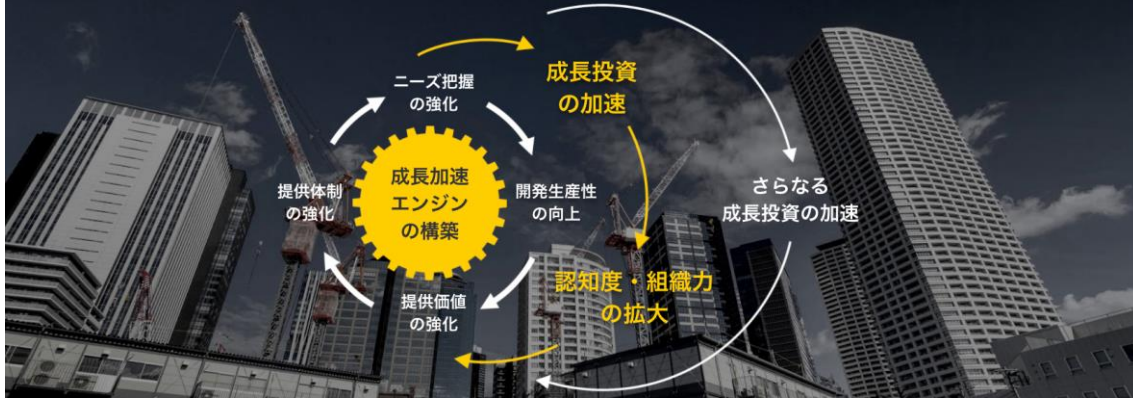 ニーズ把握
の強化
成長投資
の加速
提供体制
の強化
成長加速
エンジン
の構築
開発生産性
の向上
さらなる
成長投資の加速
認知度・組織力
の拡大
提供価値
の強化